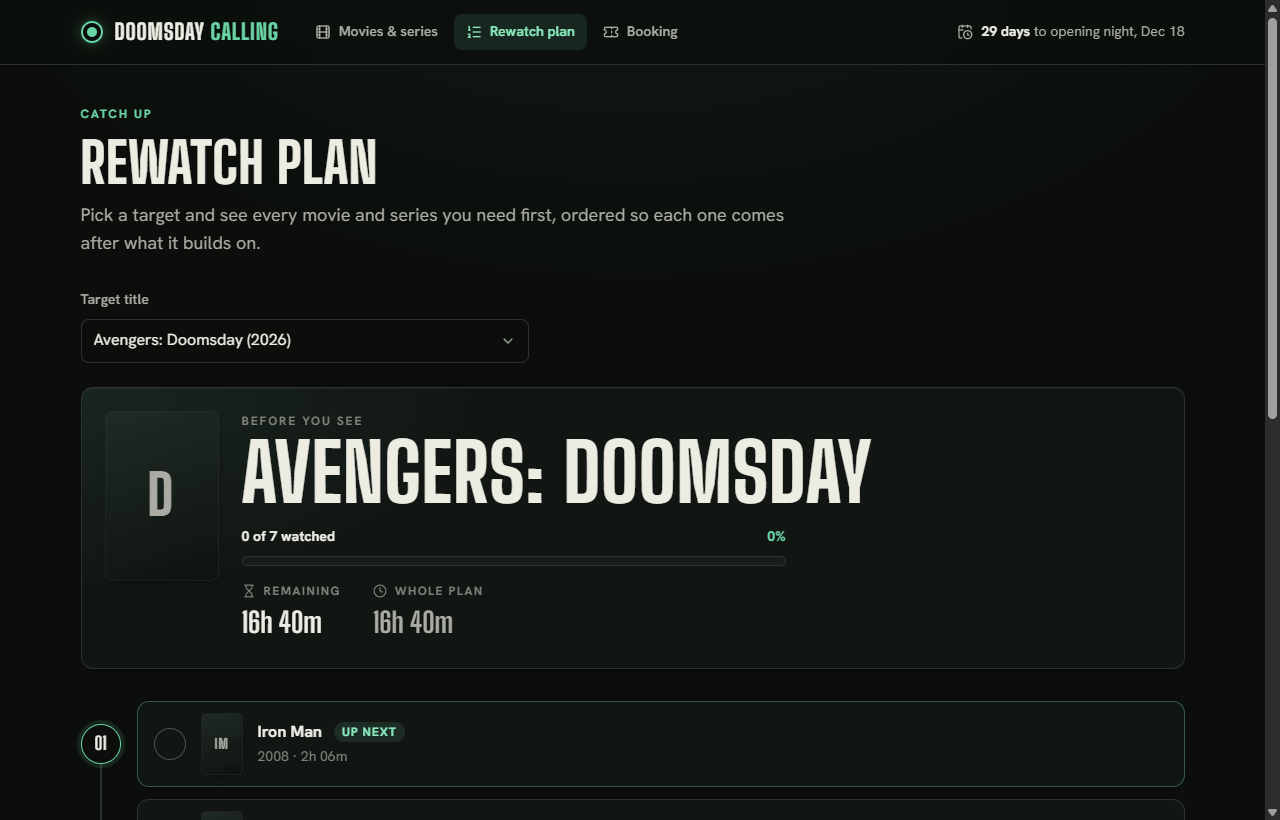 DOOMSDAY CALLING
Movies & series
Rewatch plan
Booking
29 days to opening night, Dec 18
CATCH UP
REWATCH PLAN
Pick a target and see every movie and series you need first, ordered so each one comes
after what it builds on.
Target title
Avengers: Doomsday (2026)
D
BEFORE YOU SEE
AVENGERS: DOOMSDAY
0 of 7 watched
0%
REMAINING
WHOLE PLAN
16h 40m
16h 40m
01
IM
Iron Man
UP NEXT
2008 · 2h 06m